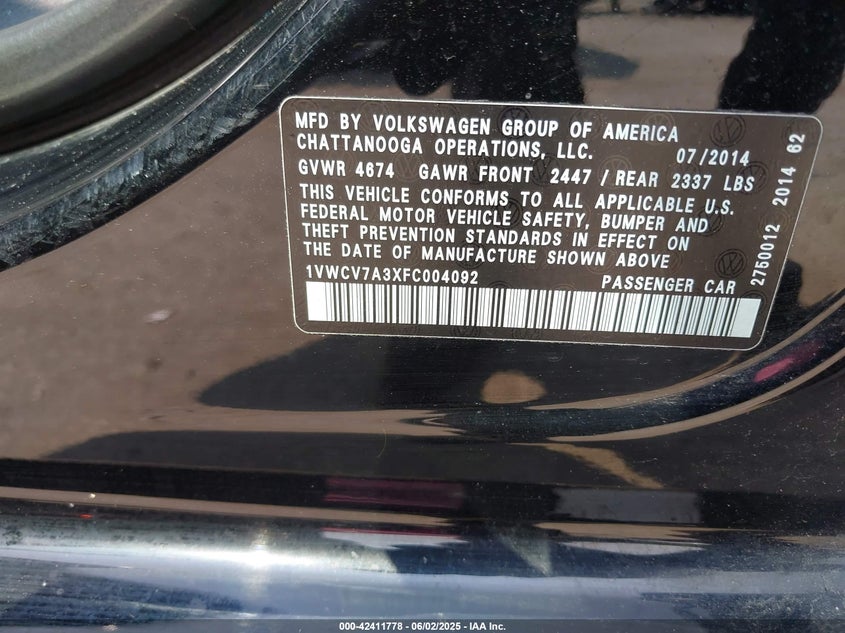 MFD BY VOLKSWAGEN GROUP OF AMERICA
CHATTANOOGA OPERATIONS, LLC. 07/2014
GVWR 4674 GAWR FRONT 2447 / REAR 2337 LBS
THIS VEHICLE CONFORMS TO ALL APPLICABLE U.S.
FEDERAL MOTOR VEHICLE SAFETY, BUMPER AND
THEFT PREVENTION STANDARDS IN EFFECT ON
THE DATE OF MANUFACTURE SHOWN ABOVE
1VWCV7A3XFC004092 PASSENGER CAR
2750012 2014 62
000-42411778 - 06/02/2025 - IAA Inc.